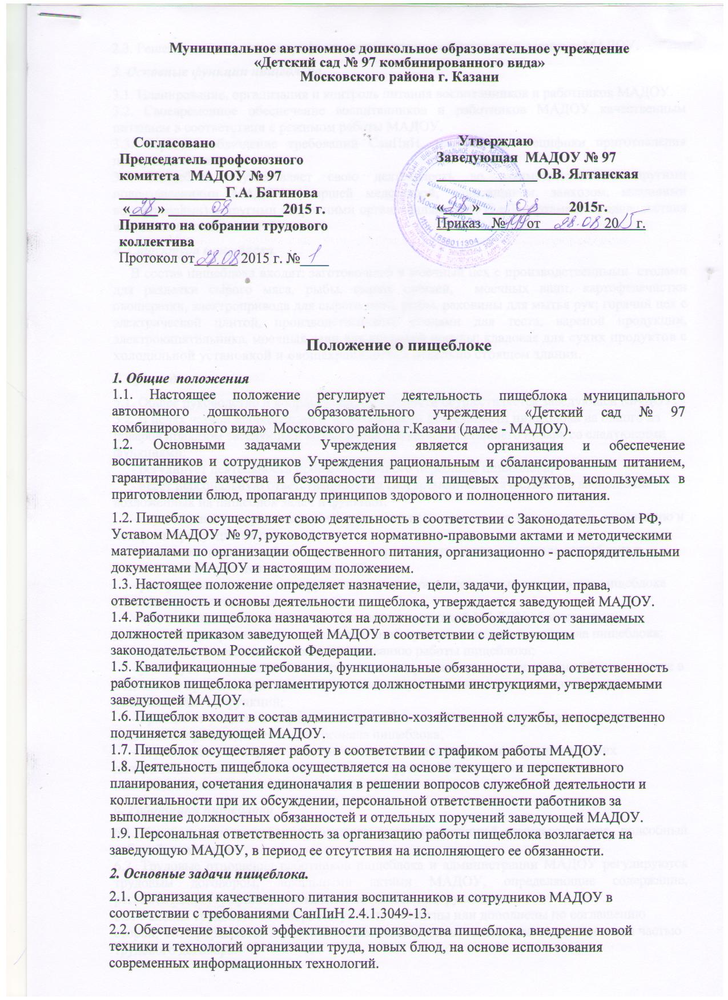 Муниципальное автономное дошкольное образовательное учреждение
«Детский сад № 97 комбинированного вида»
Московского района г. Казани
Согласовано
Председатель профсоюзного
комитета МАДОУ № 97
______________ Г.А. Багинова
«28» ____08________2015 г.
Принято на собрании трудового
коллектива
Протокол от 28.08 2015 г. № 1
Утверждаю
Заведующая МАДОУ № 97
_____________О.В. Ялтанская
«28» ___08______2015г.
Приказ № 199 от 28.08 2015 г.
комбинированного
Московского района
ИНН 1656011304
Положение о пищеблоке
1. Общие положения
1.1. Настоящее положение регулирует деятельность пищеблока муниципального
автономного дошкольного образовательного учреждения «Детский сад № 97
комбинированного вида» Московского района г.Казани (далее - МАДОУ).
1.2. Основными задачами Учреждения является организация и обеспечение
воспитанников и сотрудников Учреждения рациональным и сбалансированным питанием,
гарантирование качества и безопасности пищи и пищевых продуктов, используемых в
приготовлении блюд, пропаганду принципов здорового и полноценного питания.
1.2. Пищеблок осуществляет свою деятельность в соответствии с Законодательством РФ,
Уставом МАДОУ № 97, руководствуется нормативно-правовыми актами и методическими
материалами по организации общественного питания, организационно - распорядительными
документами МАДОУ и настоящим положением.
1.3. Настоящее положение определяет назначение, цели, задачи, функции, права,
ответственность и основы деятельности пищеблока, утверждается заведующей МАДОУ.
1.4. Работники пищеблока назначаются на должности и освобождаются от занимаемых
должностей приказом заведующей МАДОУ в соответствии с действующим
законодательством Российской Федерации.
1.5. Квалификационные требования, функциональные обязанности, права, ответственность
работников пищеблока регламентируются должностными инструкциями, утверждаемыми
заведующей МАДОУ.
1.6. Пищеблок входит в состав административно-хозяйственной службы, непосредственно
подчиняется заведующей МАДОУ.
1.7. Пищеблок осуществляет работу в соответствии с графиком работы МАДОУ.
1.8. Деятельность пищеблока осуществляется на основе текущего и перспективного
планирования, сочетания единоначалия в решении вопросов служебной деятельности и
коллегиальности при их обсуждении, персональной ответственности работников за
выполнение должностных обязанностей и отдельных поручений заведующей МАДОУ.
1.9. Персональная ответственность за организацию работы пищеблока возлагается на
заведующую МАДОУ, в период ее отсутствия на исполняющего ее обязанности.
2. Основные задачи пищеблока.
2.1. Организация качественного питания воспитанников и сотрудников МАДОУ в
соответствии с требованиями СанПиН 2.4.1.3049-13.
2.2. Обеспечение высокой эффективности производства пищеблока, внедрение новой
техники и технологий организации труда, новых блюд, на основе использования
современных информационных технологий.